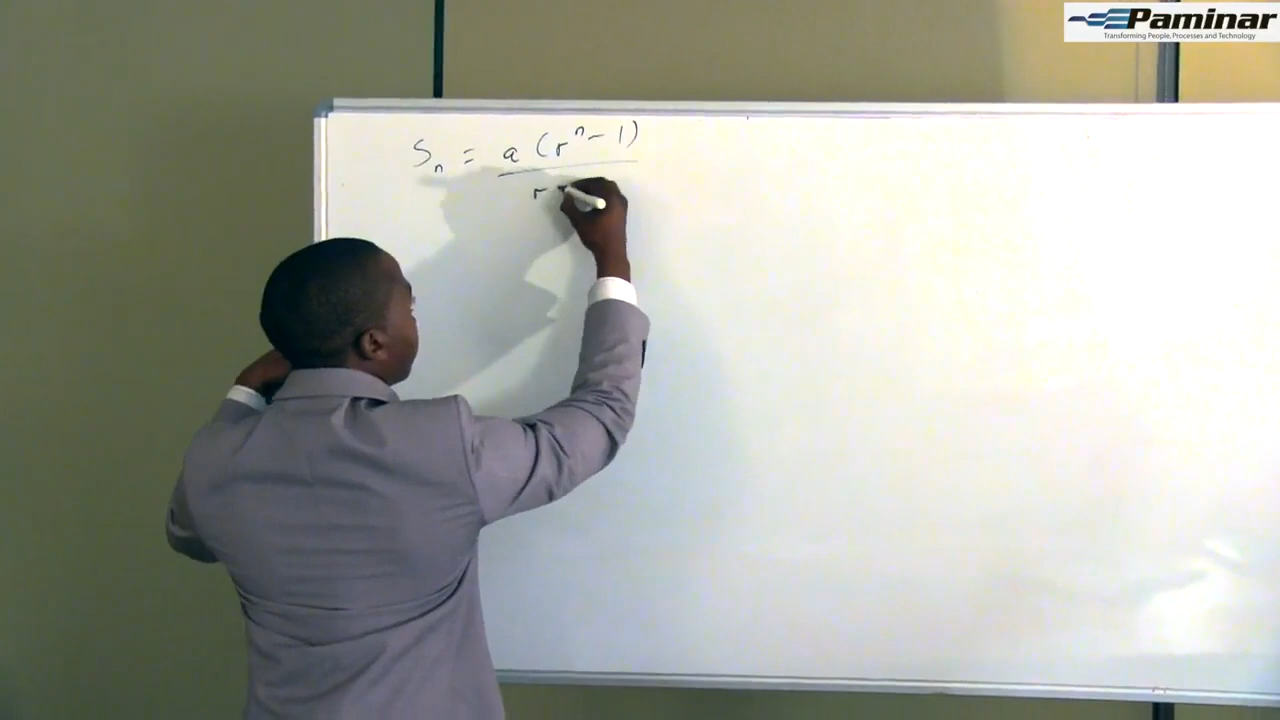 Paminar
Transforming People, Processes and Technology
Sₙ = a (rⁿ - 1)
r -